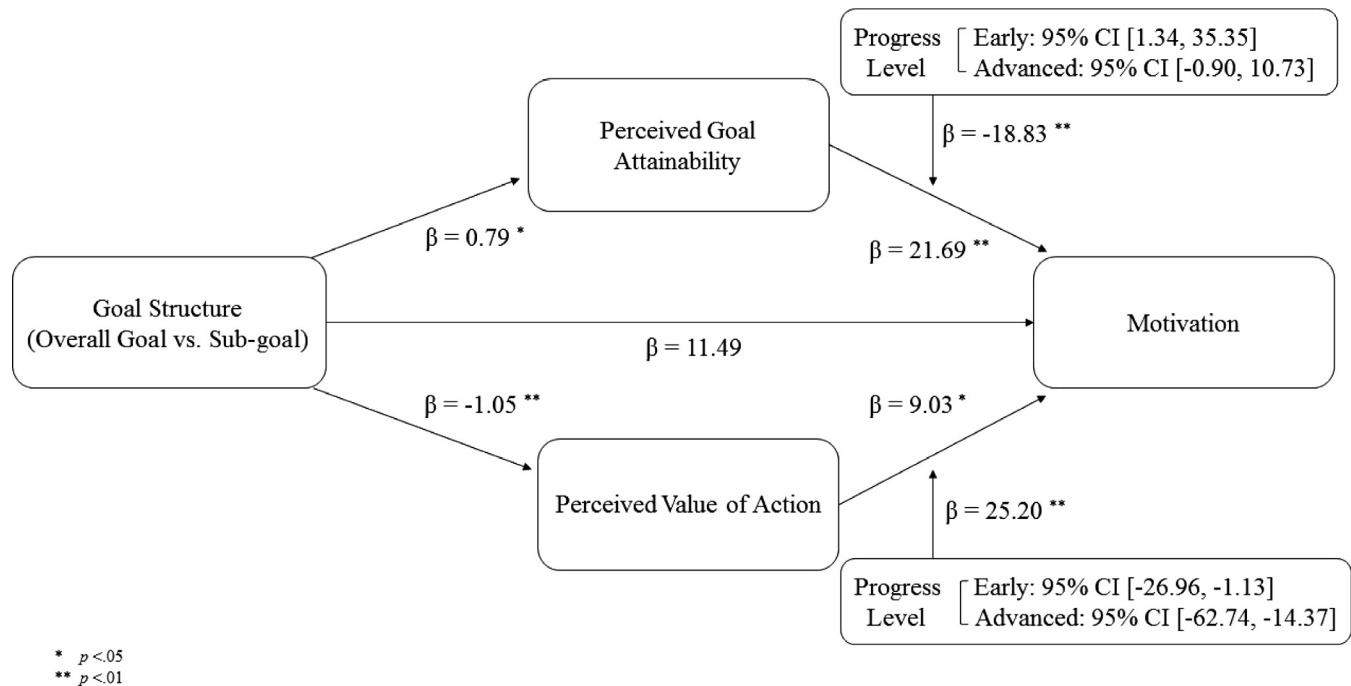 Progress Level
Early: 95% CI [1.34, 35.35]
Advanced: 95% CI [-0.90, 10.73]
Perceived Goal
Attainability
β = -18.83 **
β = 0.79 *
β = 21.69 **
Goal Structure
(Overall Goal vs. Sub-goal)
Motivation
β = 11.49
β = -1.05 **
β = 9.03 *
Perceived Value of Action
β = 25.20 **
Progress Level
Early: 95% CI [-26.96, -1.13]
Advanced: 95% CI [-62.74, -14.37]
* p <.05
** p <.01